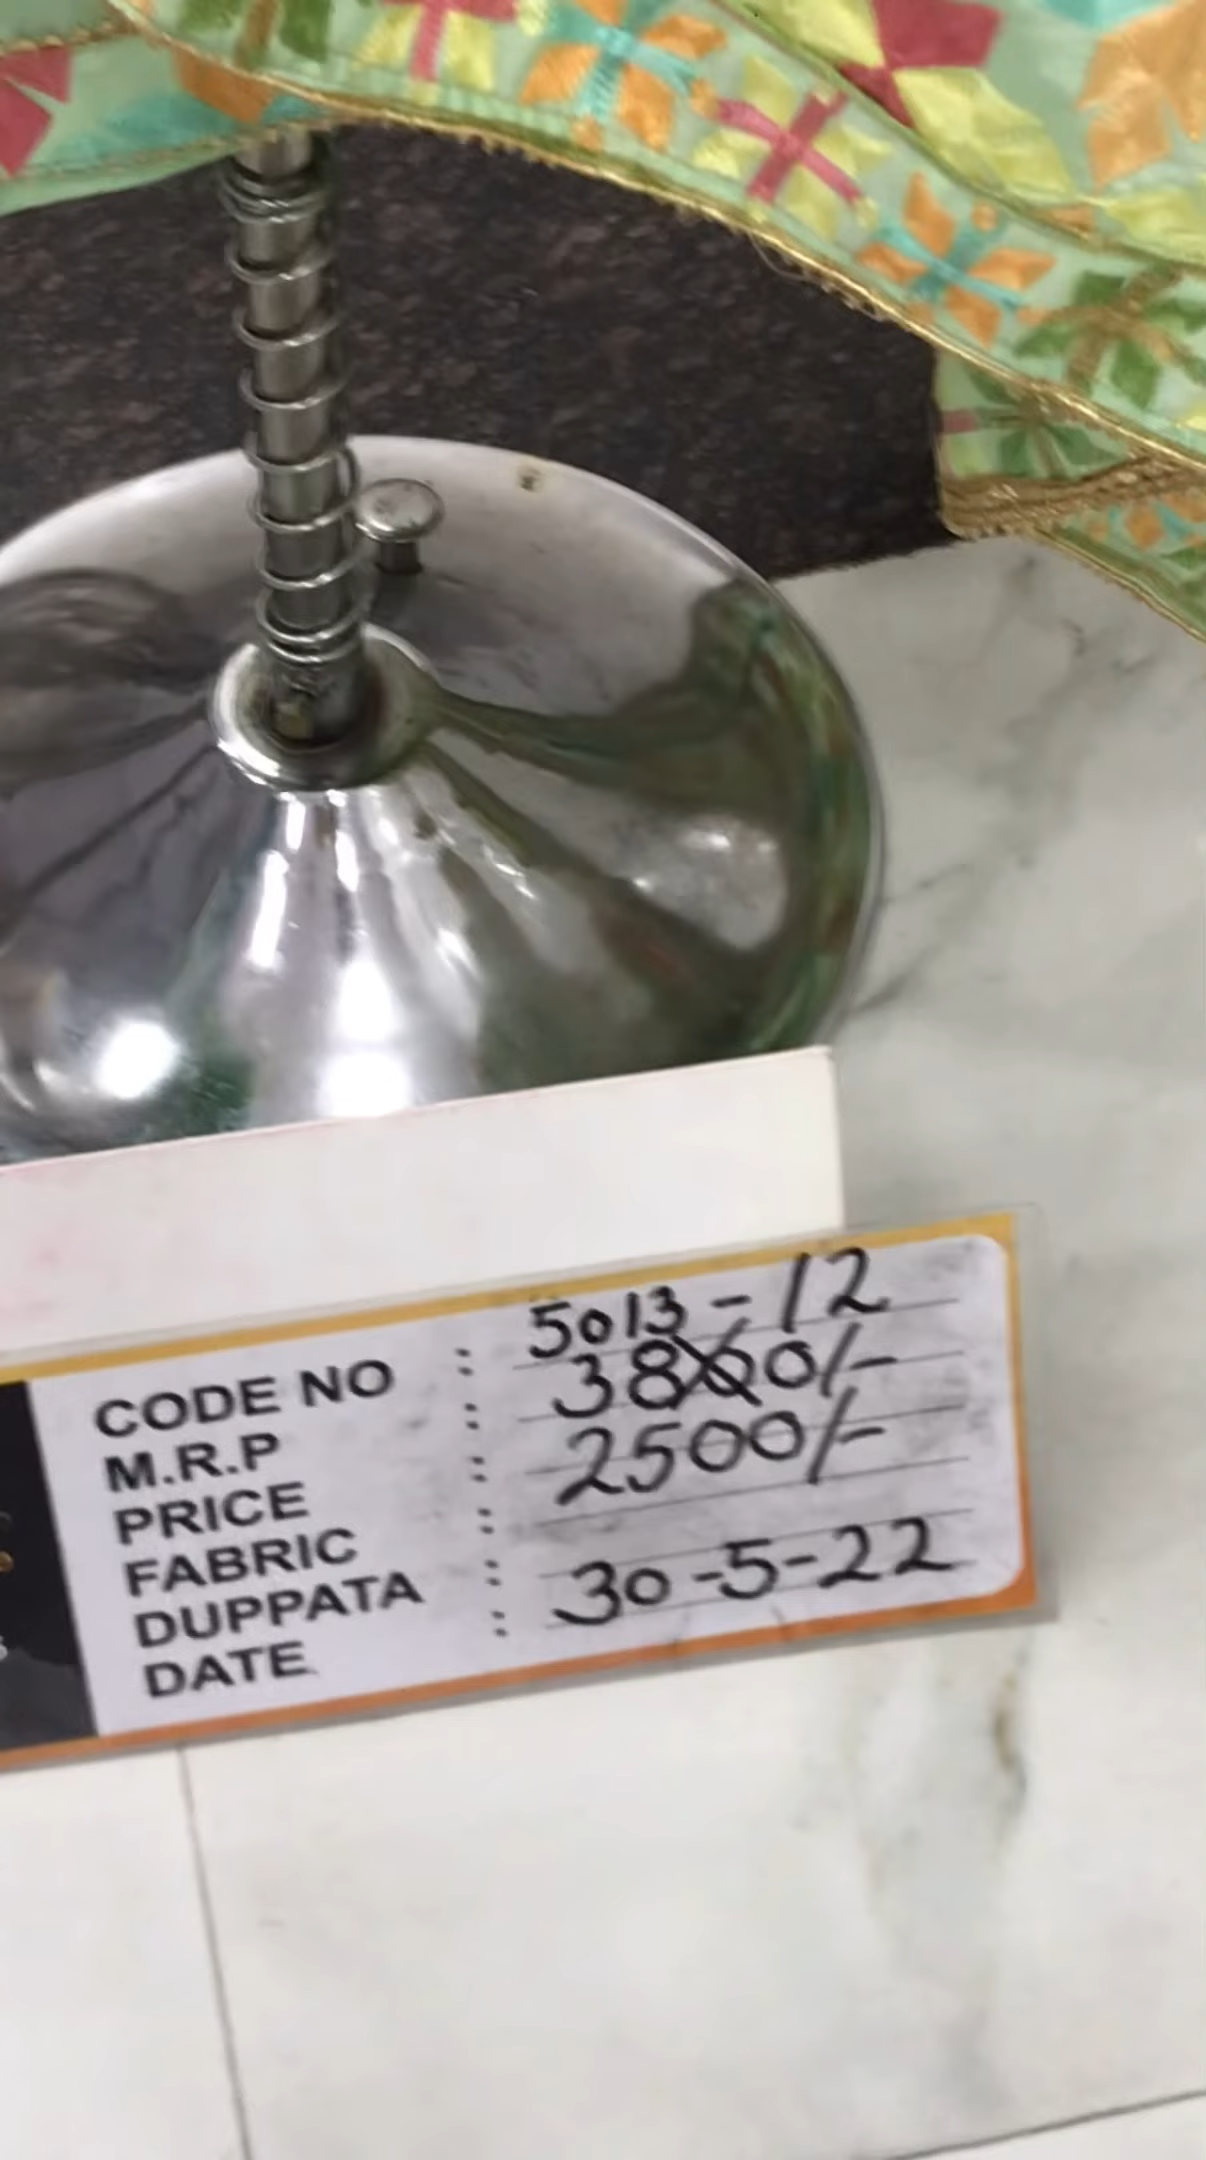 CODE NO : 5013-12
M.R.P : 3800/-
PRICE : 2500/-
FABRIC :
DUPPATA :
DATE : 30-5-22